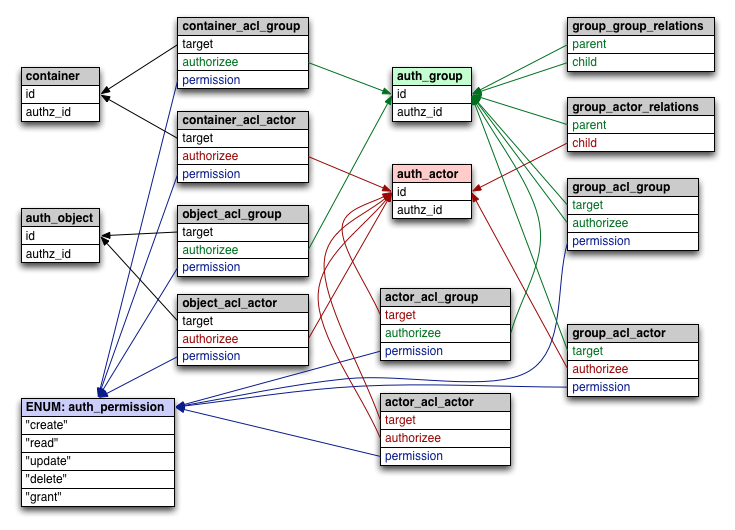 container
id
authz_id
auth_object
id
authz_id
container_acl_group
target
authorizee
permission
container_acl_actor
target
authorizee
permission
object_acl_group
target
authorizee
permission
object_acl_actor
target
authorizee
permission
ENUM: auth_permission
"create"
"read"
"update"
"delete"
"grant"
auth_group
id
authz_id
auth_actor
id
authz_id
actor_acl_group
target
authorizee
permission
actor_acl_actor
target
authorizee
permission
group_group_relations
parent
child
group_actor_relations
parent
child
group_acl_group
target
authorizee
permission
group_acl_actor
target
authorizee
permission